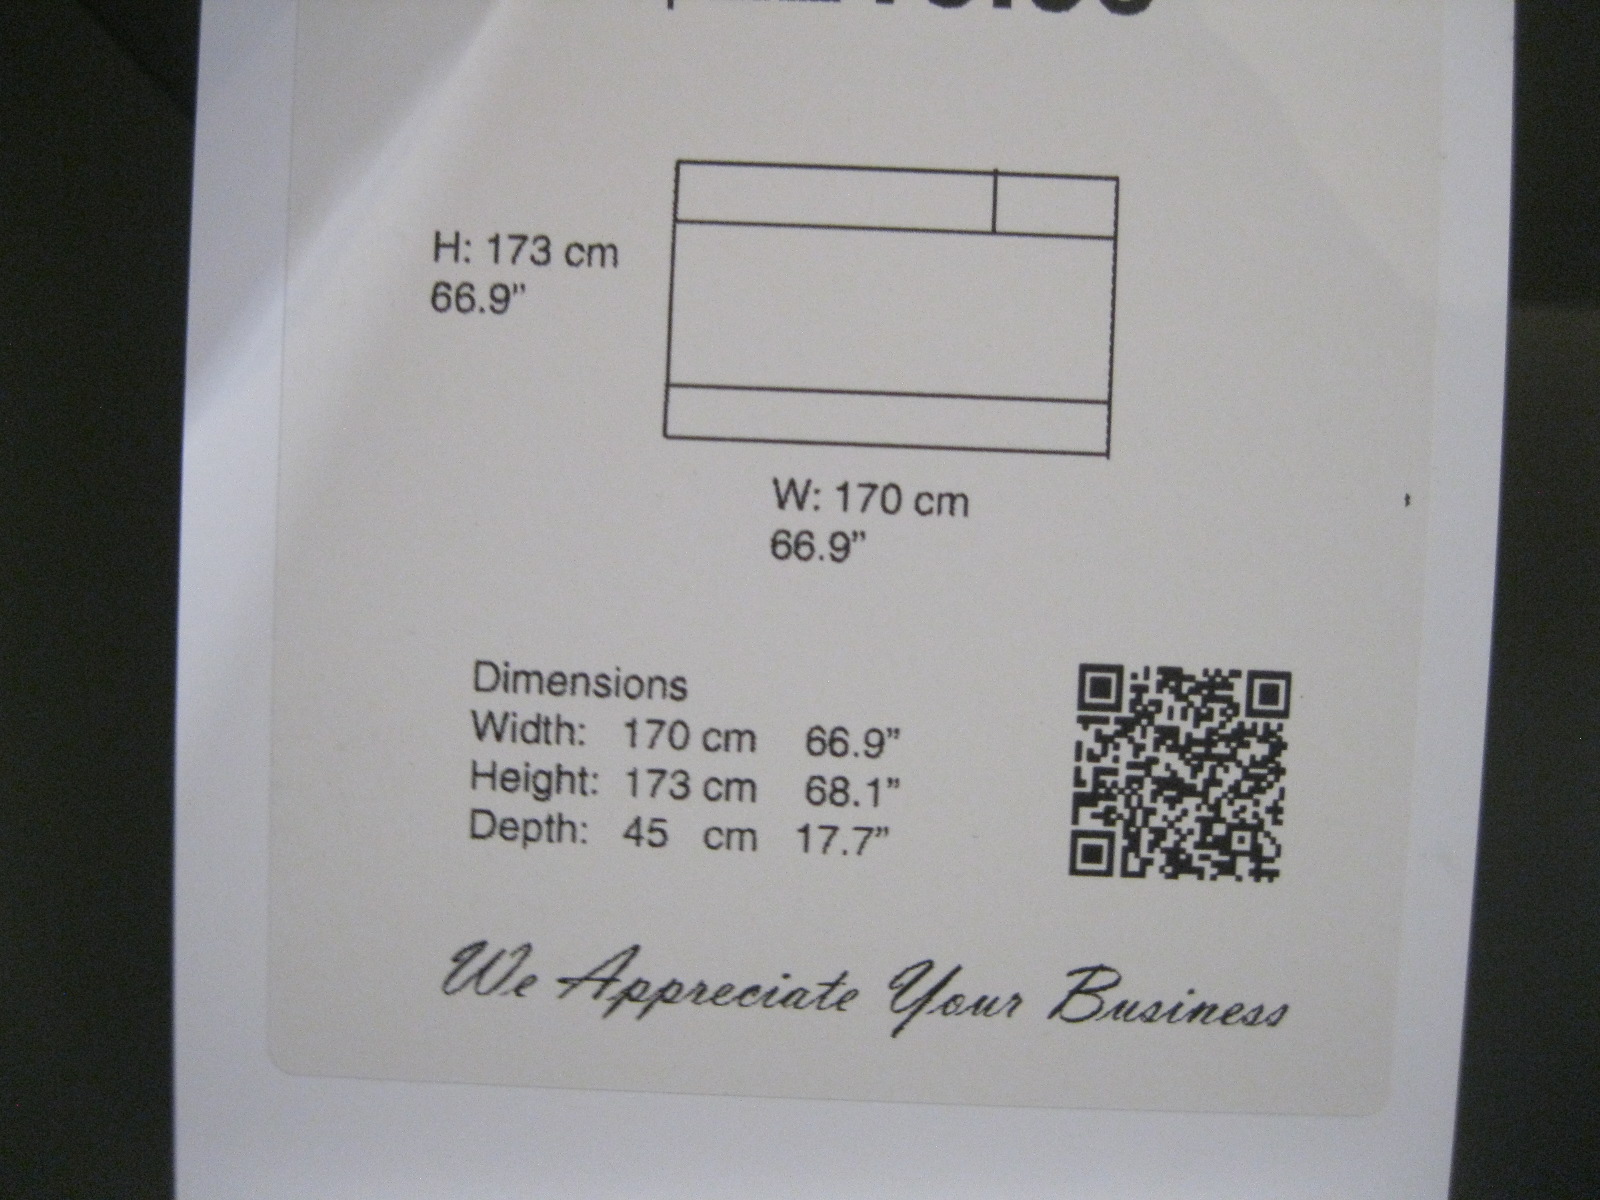 H: 173 cm
66.9”
W: 170 cm
66.9”
Dimensions
Width: 170 cm 66.9”
Height: 173 cm 68.1”
Depth: 45 cm 17.7”
We Appreciate Your Business